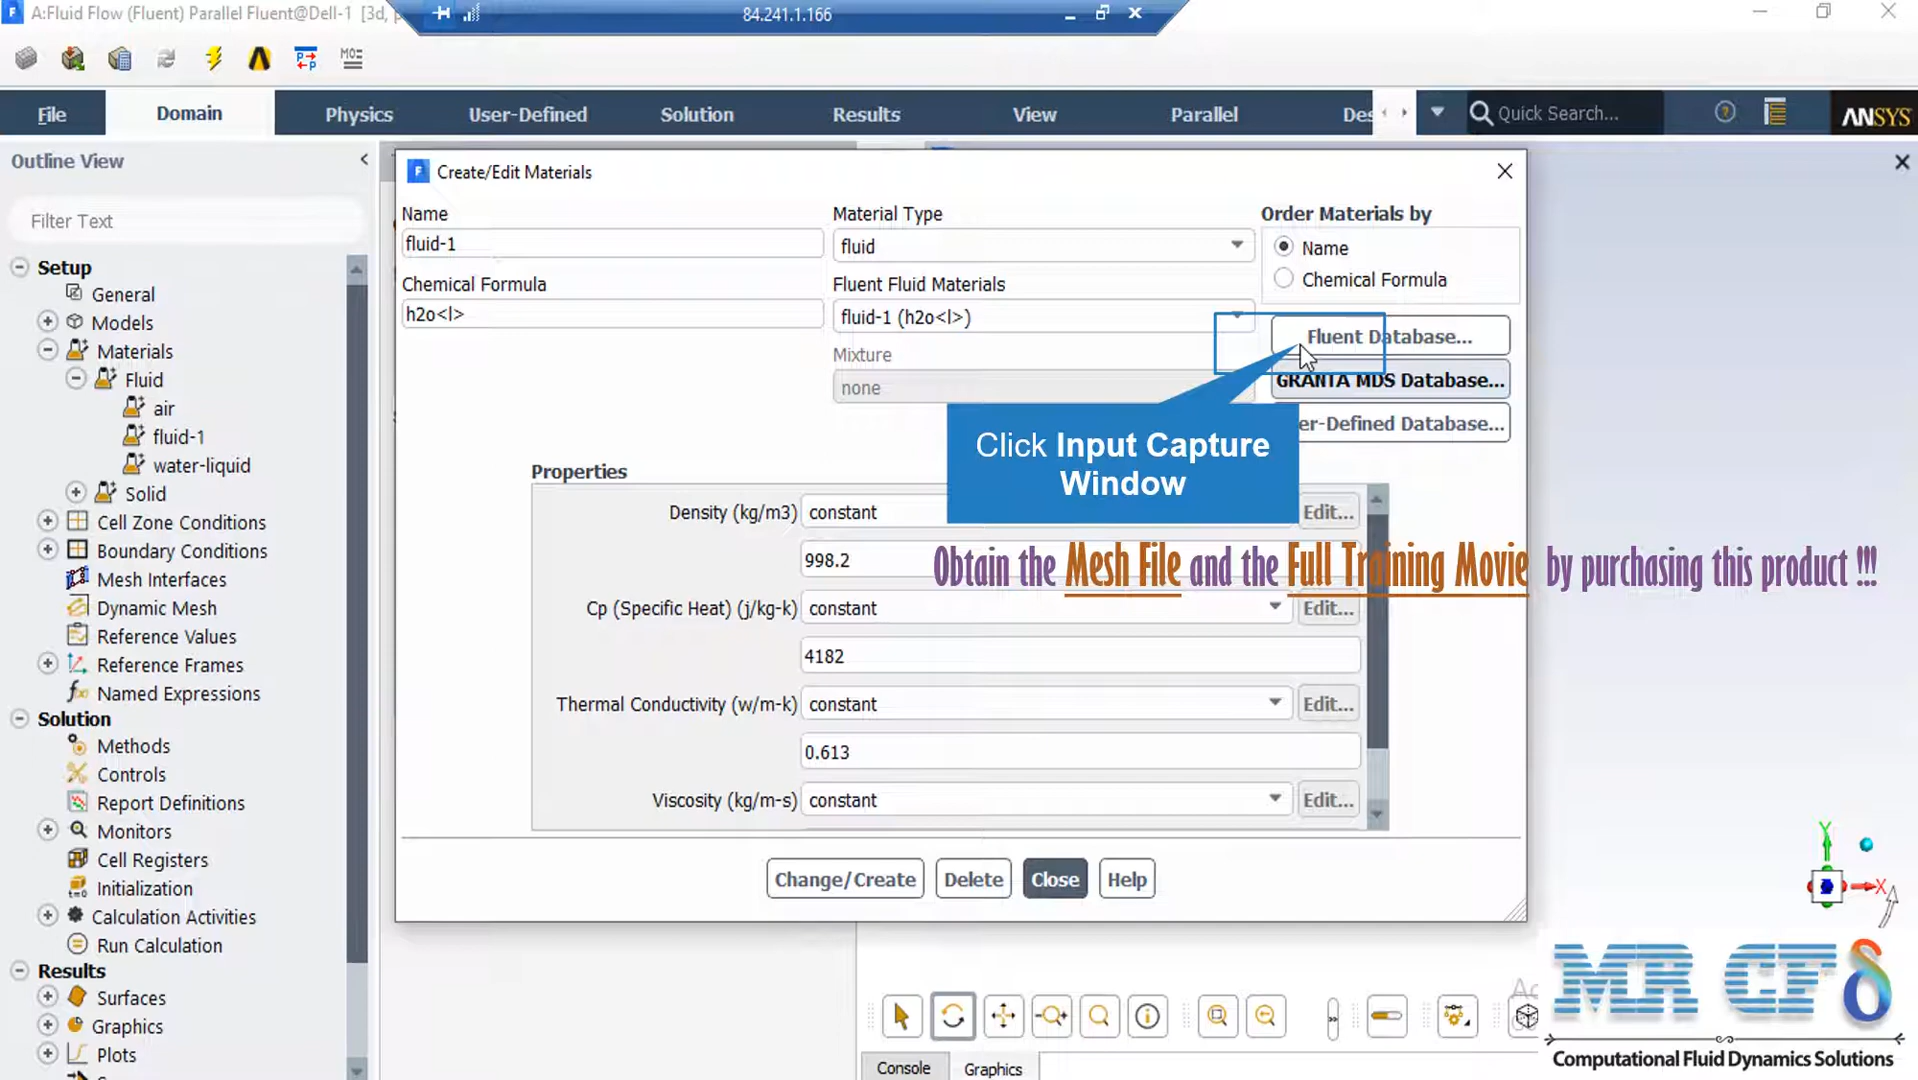 A:Fluid Flow (Fluent) Parallel Fluent@Dell-1 [3d, p
84.241.1.166
File
Domain
Physics
User-Defined
Solution
Results
View
Parallel
Des
Quick Search...
ANSYS
Outline View
Filter Text
Setup
General
Models
Materials
Fluid
air
fluid-1
water-liquid
Solid
Cell Zone Conditions
Boundary Conditions
Mesh Interfaces
Dynamic Mesh
Reference Values
Reference Frames
Named Expressions
Solution
Methods
Controls
Report Definitions
Monitors
Cell Registers
Initialization
Calculation Activities
Run Calculation
Results
Surfaces
Graphics
Plots
Create/Edit Materials
Name
fluid-1
Chemical Formula
h2o<l>
Material Type
fluid
Fluent Fluid Materials
fluid-1 (h2o<l>)
Mixture
none
Order Materials by
Name
Chemical Formula
Fluent Database...
GRANTA MDS Database...
er-Defined Database...
Click Input Capture
Window
Properties
Density (kg/m3) constant Edit...
998.2
Obtain the Mesh File and the Full Training Movie by purchasing this product !!!
Cp (Specific Heat) (j/kg-k) constant Edit...
4182
Thermal Conductivity (w/m-k) constant Edit...
0.613
Viscosity (kg/m-s) constant Edit...
Change/Create
Delete
Close
Help
Y
X
Console
Graphics
MR CFD
Computational Fluid Dynamics Solutions